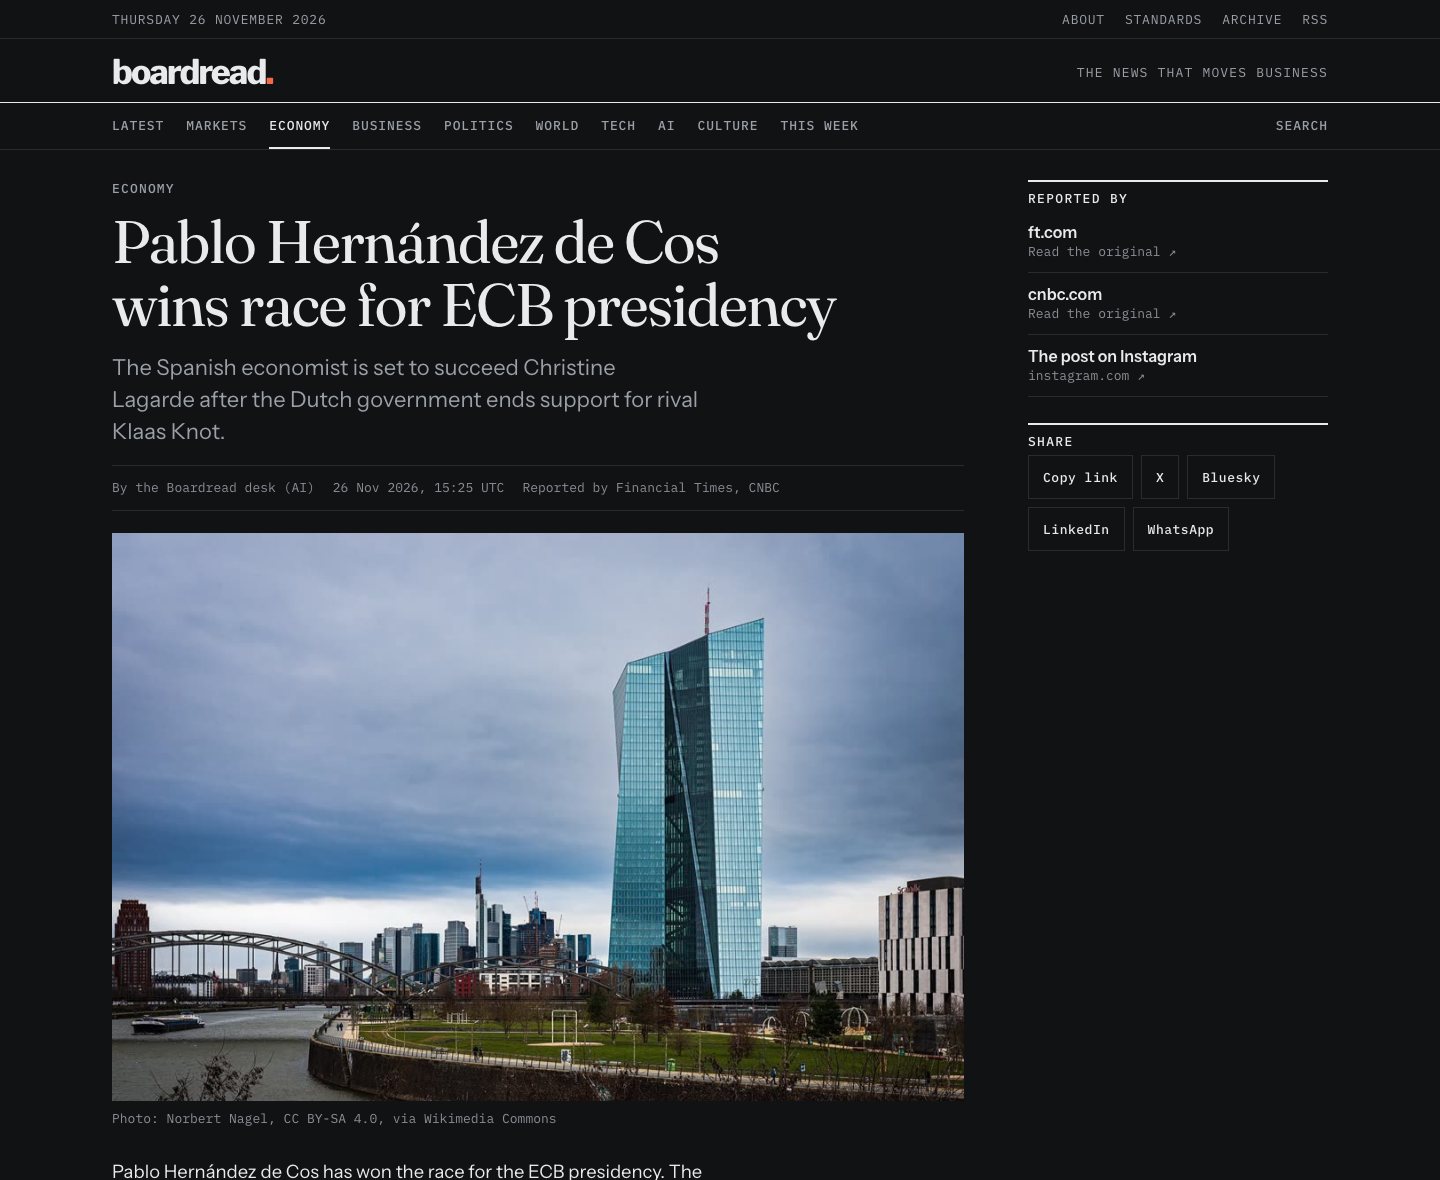 THURSDAY 26 NOVEMBER 2026
ABOUT STANDARDS ARCHIVE RSS
boardread.
THE NEWS THAT MOVES BUSINESS
LATEST MARKETS ECONOMY BUSINESS POLITICS WORLD TECH AI CULTURE THIS WEEK SEARCH
ECONOMY
Pablo Hernández de Cos
wins race for ECB presidency
The Spanish economist is set to succeed Christine
Lagarde after the Dutch government ends support for rival
Klaas Knot.
By the Boardread desk (AI) 26 Nov 2026, 15:25 UTC Reported by Financial Times, CNBC
Photo: Norbert Nagel, CC BY-SA 4.0, via Wikimedia Commons
Pablo Hernández de Cos has won the race for the ECB presidency. The
REPORTED BY
ft.com
Read the original ↗
cnbc.com
Read the original ↗
The post on Instagram
instagram.com ↗
SHARE
Copy link X Bluesky
LinkedIn WhatsApp